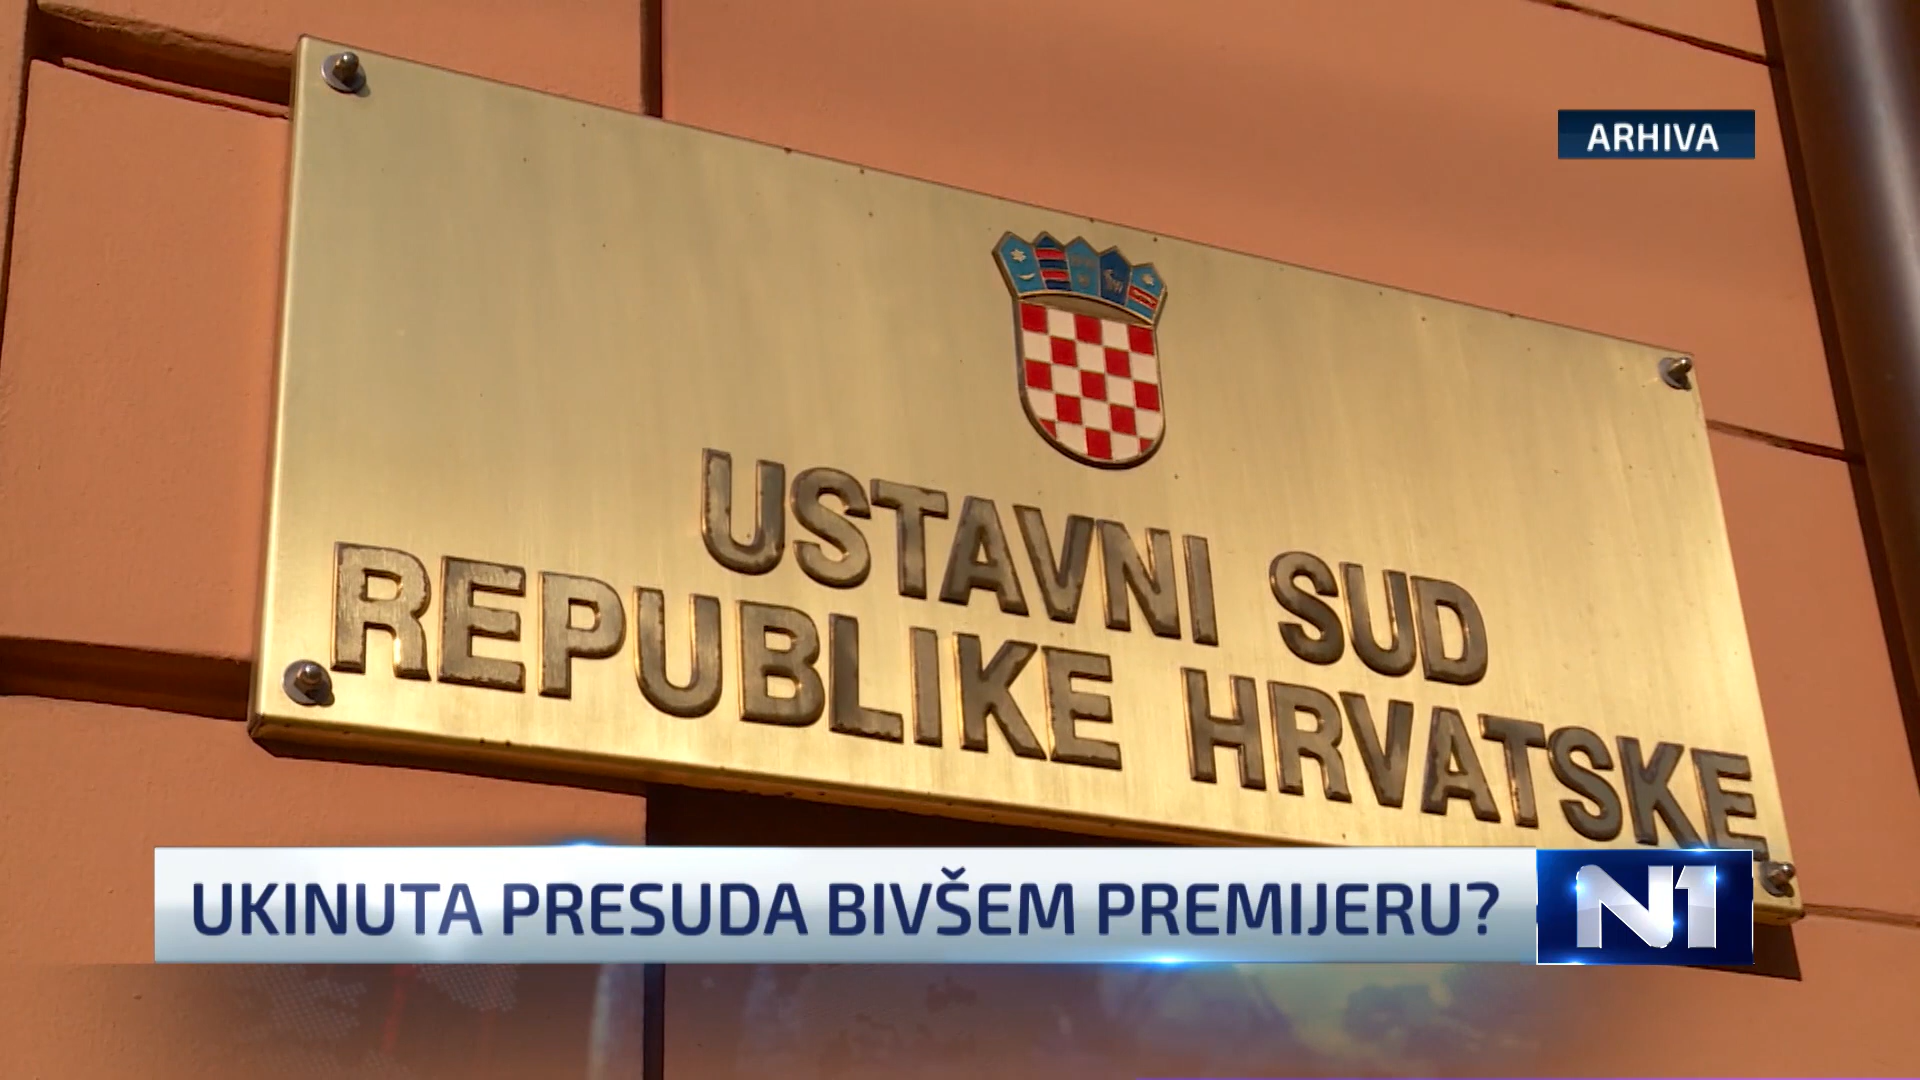 ARHIVA
USTAVNI SUD
REPUBLIKE HRVATSKE
UKINUTA PRESUDA BIVŠEM PREMIJERU?
N1